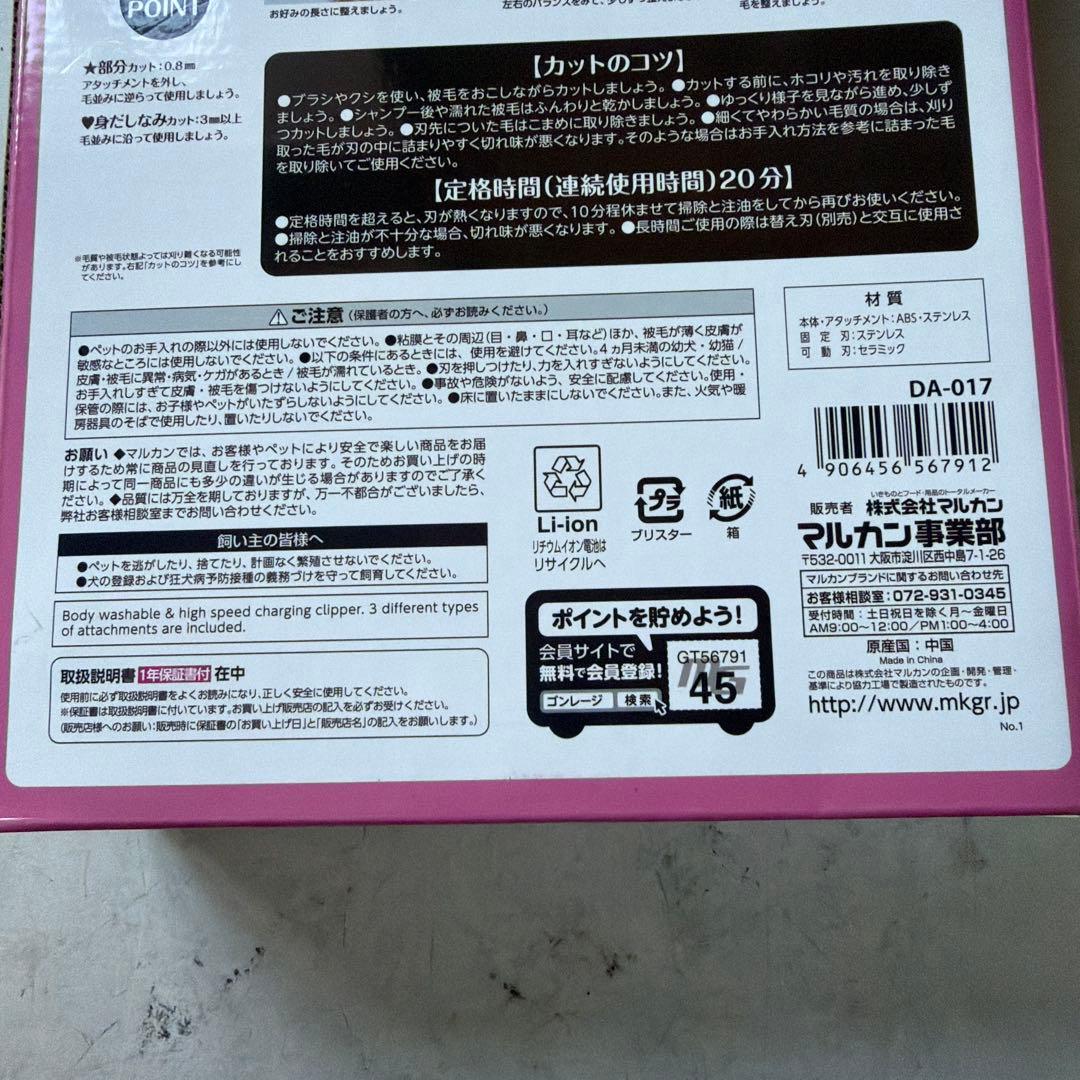 POINT
お好みの長さに整えましょう。
毛を整えましょう。
★部分カット:0.8㎜
アタッチメントを外し、
毛並みに逆らって使用しましょう。
♥身だしなみカット:3㎜以上
毛並みに沿って使用しましょう。
※毛質や被毛状態よっては刈り難くなる可能性
があります。右記「カットのコツ」を参考にし
てください。
【カットのコツ】
●ブラシやクシを使い、被毛をおこしながらカットしましょう。●カットする前に、ホコリや汚れを取り除き
ましょう。●シャンプー後や濡れた被毛はふんわりと乾かしましょう。●ゆっくり様子を見ながら進め、少しず
つカットしましょう。●刃先についた毛はこまめに取り除きましょう。●細くてやわらかい毛質の場合は、刈り
取った毛が刃の中に詰まりやすく切れ味が悪くなります。そのような場合はお手入れ方法を参考に詰まった毛
を取り除いてご使用ください。
【定格時間(連続使用時間)20分】
●定格時間を超えると、刃が熱くなりますので、10分程休ませて掃除と注油をしてから再びお使いください。
●掃除と注油が不十分な場合、切れ味が悪くなります。●長時間ご使用の際は替え刃(別売)と交互に使用さ
れることをおすすめします。
⚠ご注意(保護者の方へ、必ずお読みください。)
●ペットのお手入れの際以外には使用しないでください。●粘膜とその周辺(目・鼻・口・耳など)ほか、被毛が薄く皮膚が
敏感なところには使用しないでください。●以下の条件にあるときには、使用を避けてください。4ヵ月未満の幼犬・幼猫/
皮膚・被毛に異常・病気・ケガがあるとき/被毛が濡れているとき。●刃を押しつけたり、力を入れすぎないようにしてください。
お手入れしすぎて皮膚・被毛を傷つけないようにしてください。●事故や危険がないよう、安全に配慮してください。使用・
保管の際には、お子様やペットがいたずらしないようにしてください。●床に置いたままにしないでください。また、火気や暖
房器具のそばで使用したり、置いたりしないでください。
材質
本体・アタッチメント:ABS・ステンレス
固定刃:ステンレス
可動刃:セラミック
DA-017
4 906456 567912
お願い ◆マルカンでは、お客様やペットにより安全で楽しい商品をお届
けするため常に商品の見直しを行っております。そのためお買い上げの時
期によって同一商品にも多少の違いが生じる場合がありますのでご了承く
ださい。◆品質には万全を期しておりますが、万一不都合がございましたら、
弊社お客様相談室までお問い合わせください。
飼い主の皆様へ
●ペットを逃がしたり、捨てたり、計画なく繁殖させないでください。
●犬の登録および狂犬病予防接種の義務づけを守って飼育してください。
Body washable & high speed charging clipper. 3 different types
of attachments are included.
取扱説明書 1年保証書付 在中
使用前に必ず取扱説明書をよくお読みになり、正しく安全に使用してください。
※保証書は取扱説明書に付いています。お買い上げ販売店の記入を必ずお受けください。
(販売店様へのお願い:販売時に保証書の「お買い上げ日」と「販売店名」の記入をお願いします。)
Li-ion
リチウムイオン電池は
リサイクルへ
プラ
ブリスター
紙
箱
ポイントを貯めよう!
会員サイトで
無料で会員登録!
ゴンレージ 検索
GT56791
45
いきものとフード・用品のトータルメーカー
販売者 株式会社マルカン
マルカン事業部
〒532-0011 大阪市淀川区西中島7-1-26
マルカンブランドに関するお問い合わせ先
お客様相談室:072-931-0345
受付時間:土日祝日を除く月~金曜日
AM9:00~12:00/PM1:00~4:00
原産国:中国
Made in China
この商品は株式会社マルカンの企画・開発・管理・
基準により協力工場で製造されたものです。
http://www.mkgr.jp
No.1